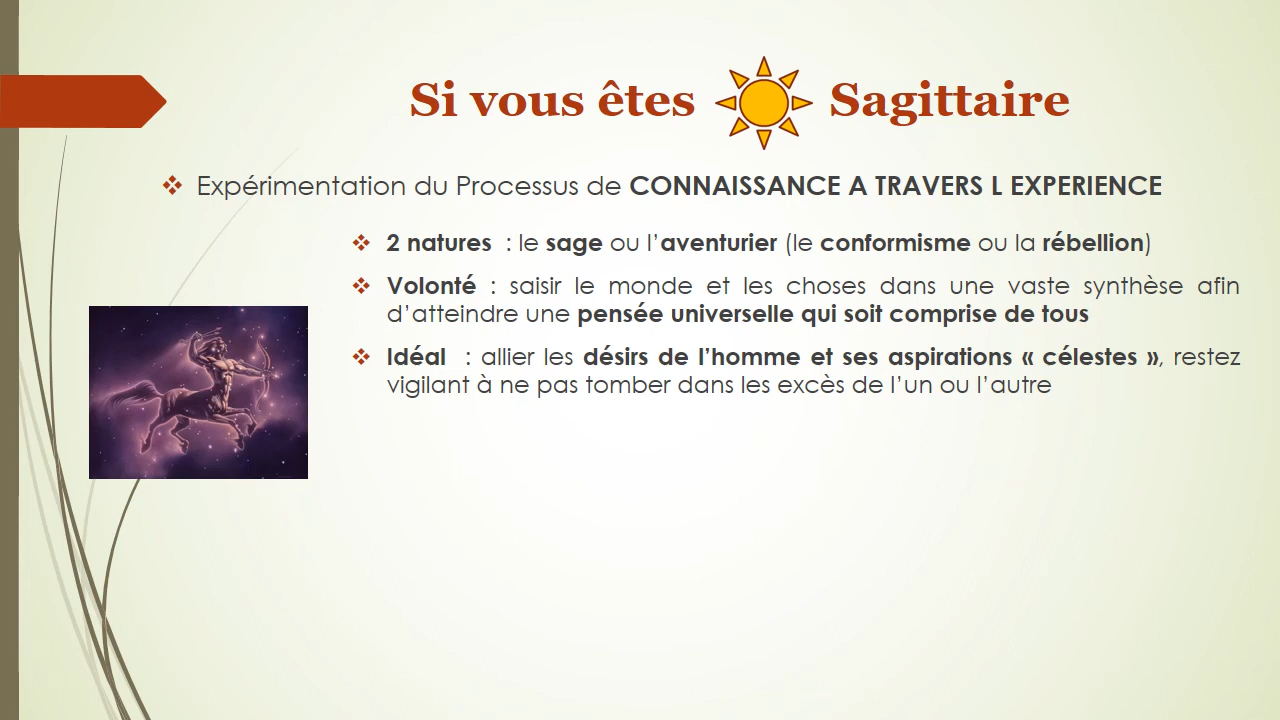 Si vous êtes Sagittaire
Expérimentation du Processus de CONNAISSANCE A TRAVERS L EXPERIENCE
2 natures : le sage ou l’aventurier (le conformisme ou la rébellion)
Volonté : saisir le monde et les choses dans une vaste synthèse afin
d’atteindre une pensée universelle qui soit comprise de tous
Idéal : allier les désirs de l’homme et ses aspirations « célestes », restez
vigilant à ne pas tomber dans les excès de l’un ou l’autre